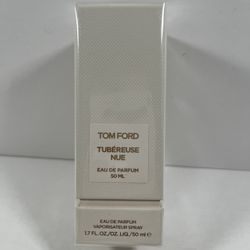 TOM FORD
TUBÉREUSE
NUE
EAU DE PARFUM
50 ML
EAU DE PARFUM
VAPORISATEUR SPRAY
1.7 FL.OZ./OZ. LIQ./50 ml ℮